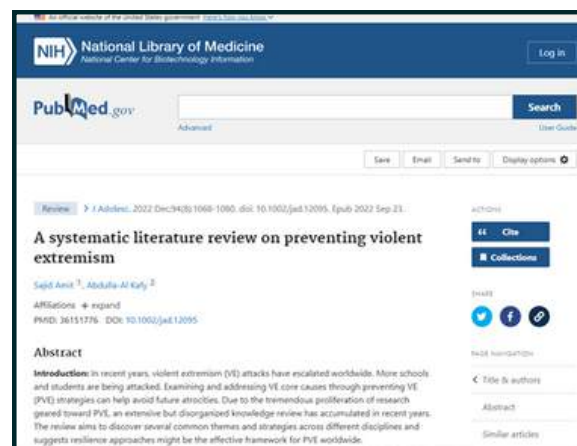 An official website of the United States government Here's how you know
NIH National Library of Medicine
National Center for Biotechnology Information
Log in
PubMed.gov
Search
Advanced
User Guide
Save Email Send to Display options
Review > J Adolesc. 2022 Dec;94(8):1068-1080. doi: 10.1002/jad.12095. Epub 2022 Sep 23.
A systematic literature review on preventing violent
extremism
Sajid Amit 1, Abdulla-Al Kafy 2
Affiliations + expand
PMID: 36151776 DOI: 10.1002/jad.12095
Abstract
Introduction: In recent years, violent extremism (VE) attacks have escalated worldwide. More schools
and students are being attacked. Examining and addressing VE core causes through preventing VE
(PVE) strategies can help avoid future atrocities. Due to the tremendous proliferation of research
geared toward PVE, an extensive but disorganized knowledge review has accumulated in recent years.
The review aims to discover several common themes and strategies across different disciplines and
suggests resilience approaches might be the effective framework for PVE worldwide.
ACTIONS
Cite
Collections
SHARE
PAGE NAVIGATION
Title & authors
Abstract
Similar articles